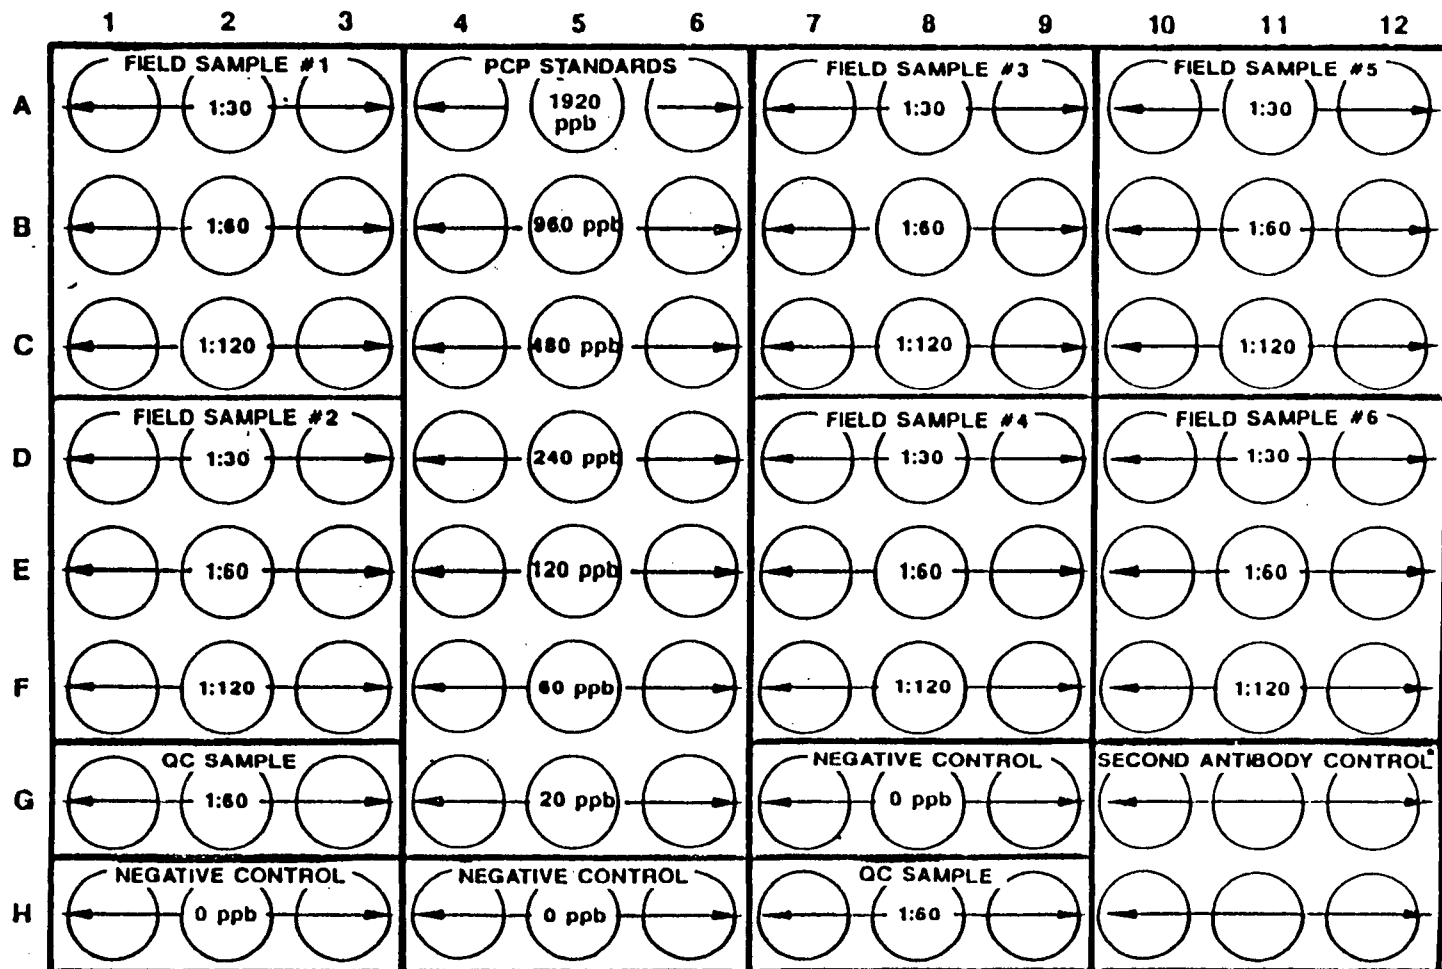 1 2 3 4 5 6 7 8 9 10 11 12
FIELD SAMPLE #1 PCP STANDARDS FIELD SAMPLE #3 FIELD SAMPLE #5
A 1:30 1920 ppb 1:30 1:30
B 1:60 960 ppb 1:60 1:60
C 1:120 480 ppb 1:120 1:120
FIELD SAMPLE #2 FIELD SAMPLE #4 FIELD SAMPLE #6
D 1:30 240 ppb 1:30 1:30
E 1:60 120 ppb 1:60 1:60
F 1:120 60 ppb 1:120 1:120
QC SAMPLE NEGATIVE CONTROL SECOND ANTIBODY CONTROL
G 1:60 20 ppb 0 ppb
NEGATIVE CONTROL NEGATIVE CONTROL QC SAMPLE
H 0 ppb 0 ppb 1:60